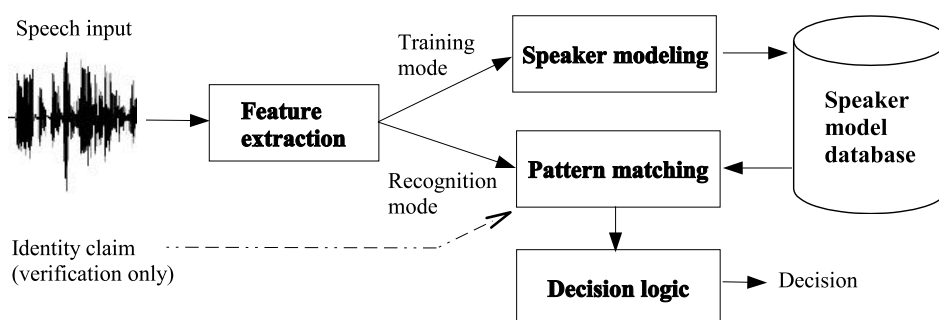 Speech input
Training
mode
Speaker modeling
Feature
extraction
Speaker
model
database
Pattern matching
Recognition
mode
Identity claim
(verification only)
Decision logic
Decision